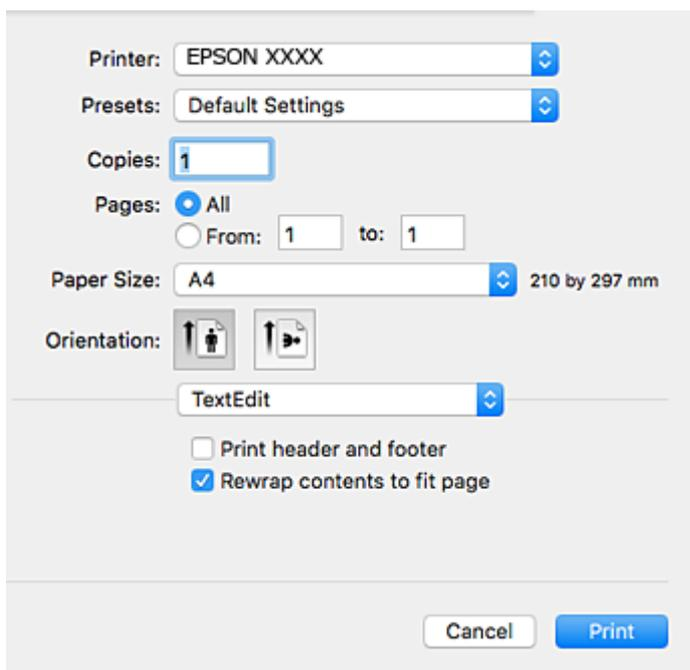 Printer: EPSON XXXX
Presets: Default Settings
Copies: 1
Pages: All
From: 1 to: 1
Paper Size: A4 210 by 297 mm
Orientation:
TextEdit
Print header and footer
Rewrap contents to fit page
Cancel Print